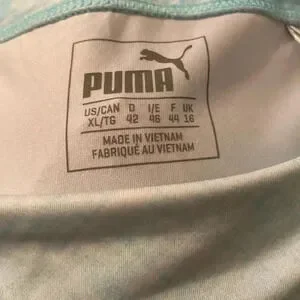 PUMA
US/CAN D I/E F UK
XL/TG 42 46 44 16
MADE IN VIETNAM
FABRIQUÉ AU VIETNAM